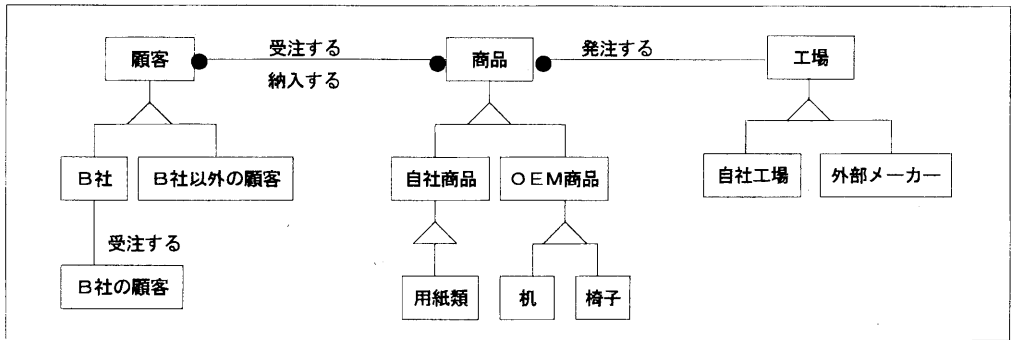 顧客
受注する
納入する
商品
発注する
工場
B社
B社以外の顧客
自社商品
OEM商品
自社工場
外部メーカー
受注する
B社の顧客
用紙類
机
椅子